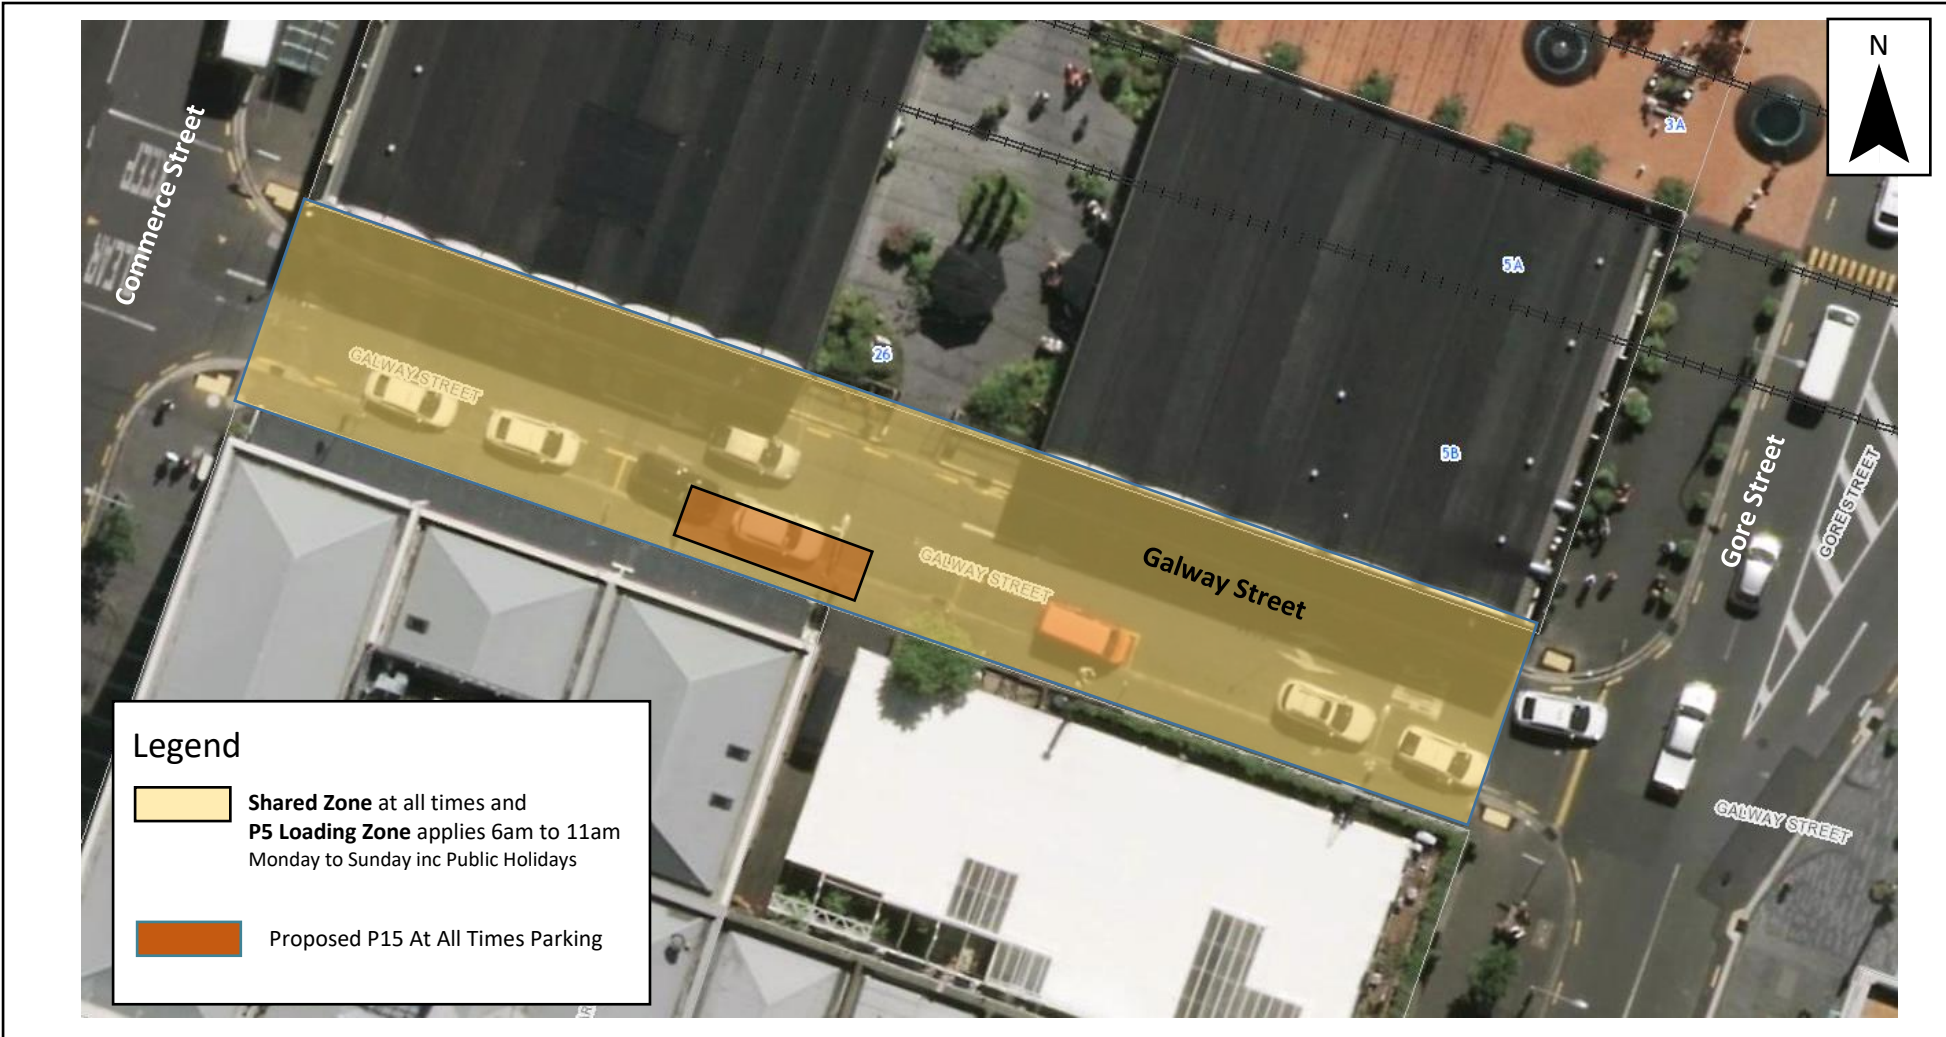 N
Commerce Street
KEEP
CLEAR
3A
5A
26
GALWAY STREET
5B
Gore Street
GORE STREET
GALWAY STREET
Galway Street
GALWAY STREET
Legend
Shared Zone at all times and
P5 Loading Zone applies 6am to 11am
Monday to Sunday inc Public Holidays
Proposed P15 At All Times Parking